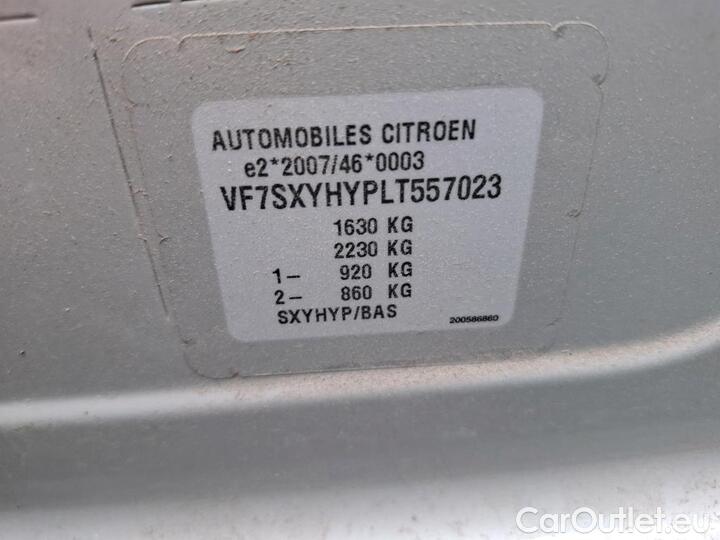 AUTOMOBILES CITROEN
e2*2007/46*0003
VF7SXYHYPLT557023
1630 KG
2230 KG
1– 920 KG
2– 860 KG
SXYHYP/BAS
200586860
CarOutlet.eu